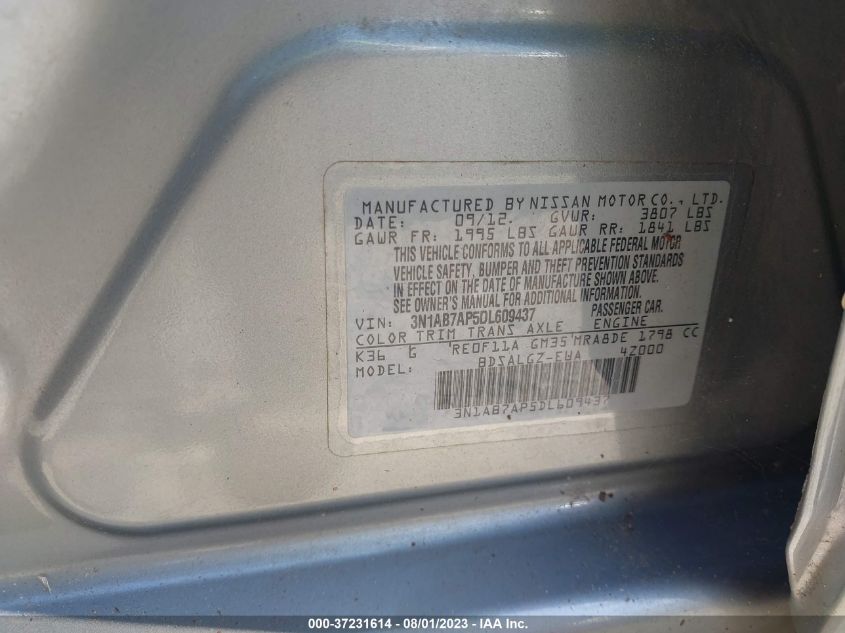 MANUFACTURED BY NISSAN MOTOR CO., LTD.
DATE: 09/12. GVWR: 3807 LBS
GAWR FR: 1995 LBS GAWR RR: 1841 LBS
THIS VEHICLE CONFORMS TO ALL APPLICABLE FEDERAL MOTOR
VEHICLE SAFETY, BUMPER AND THEFT PREVENTION STANDARDS
IN EFFECT ON THE DATE OF MANUFACTURE SHOWN ABOVE.
SEE OWNER'S MANUAL FOR ADDITIONAL INFORMATION.
VIN: 3N1AB7AP5DL609437 PASSENGER CAR.
COLOR TRIM TRANS AXLE ENGINE
K36 G RE0F11A GM35 MRA8DE 1798 CC
MODEL: BDSALGZ-EWA 4Z000
3N1AB7AP5DL609437
000-37231614 - 08/01/2023 - IAA Inc.